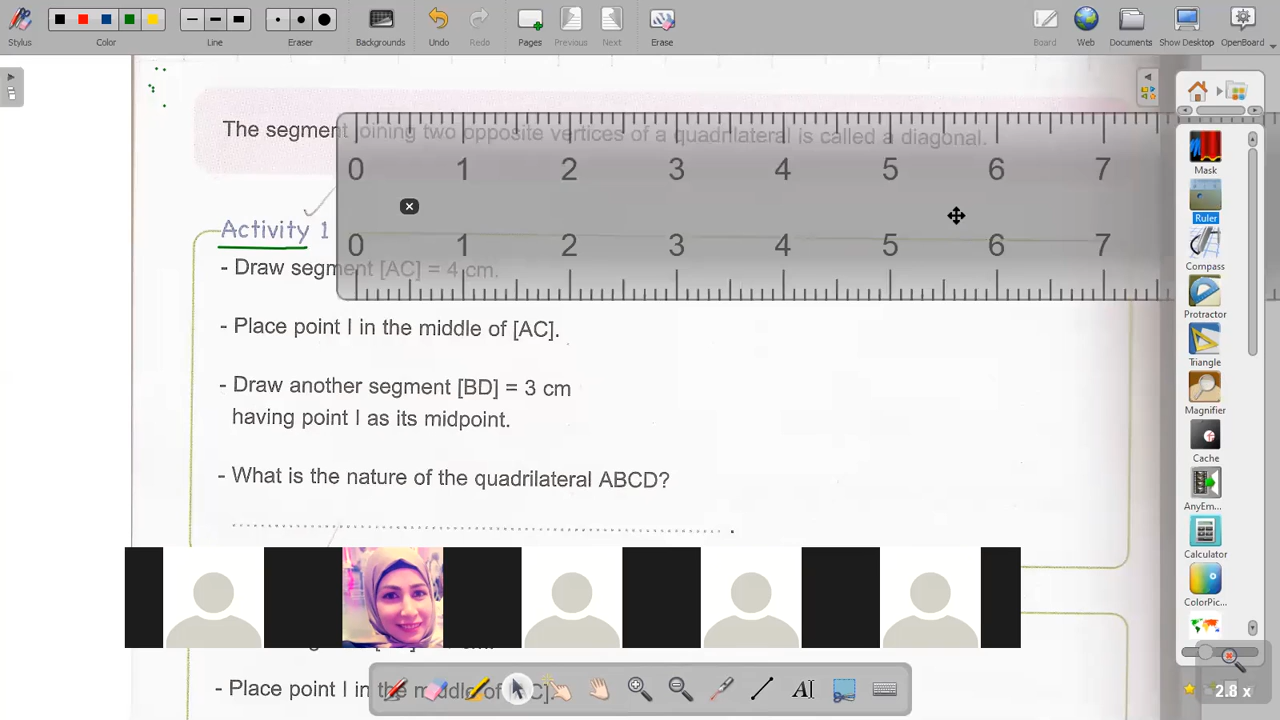 Stylus
Color
Line
Eraser
Backgrounds
Undo
Redo
Pages
Previous
Next
Erase
Board
Web
Documents
Show Desktop
OpenBoard
The segment joining two opposite vertices of a quadrilateral is called a diagonal.
0 1 2 3 4 5 6 7
Activity 1
0 1 2 3 4 5 6 7
- Draw segment [AC] = 4 cm.
- Place point I in the middle of [AC].
- Draw another segment [BD] = 3 cm
having point I as its midpoint.
- What is the nature of the quadrilateral ABCD?
- Place point I in the middle of [AC].
Mask
Ruler
Compass
Protractor
Triangle
Magnifier
Cache
AnyEm...
Calculator
ColorPic...
2.8 x